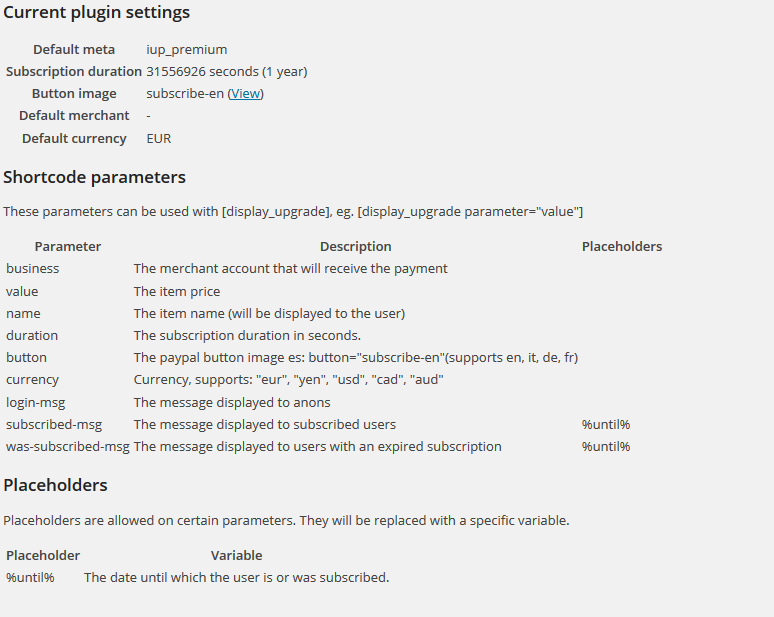 Current plugin settings
Default meta iup_premium
Subscription duration 31556926 seconds (1 year)
Button image subscribe-en (View)
Default merchant -
Default currency EUR
Shortcode parameters
These parameters can be used with [display_upgrade], eg. [display_upgrade parameter="value"]
Parameter Description Placeholders
business The merchant account that will receive the payment
value The item price
name The item name (will be displayed to the user)
duration The subscription duration in seconds.
button The paypal button image es: button="subscribe-en"(supports en, it, de, fr)
currency Currency, supports: "eur", "yen", "usd", "cad", "aud"
login-msg The message displayed to anons
subscribed-msg The message displayed to subscribed users %until%
was-subscribed-msg The message displayed to users with an expired subscription %until%
Placeholders
Placeholders are allowed on certain parameters. They will be replaced with a specific variable.
Placeholder Variable
%until% The date until which the user is or was subscribed.